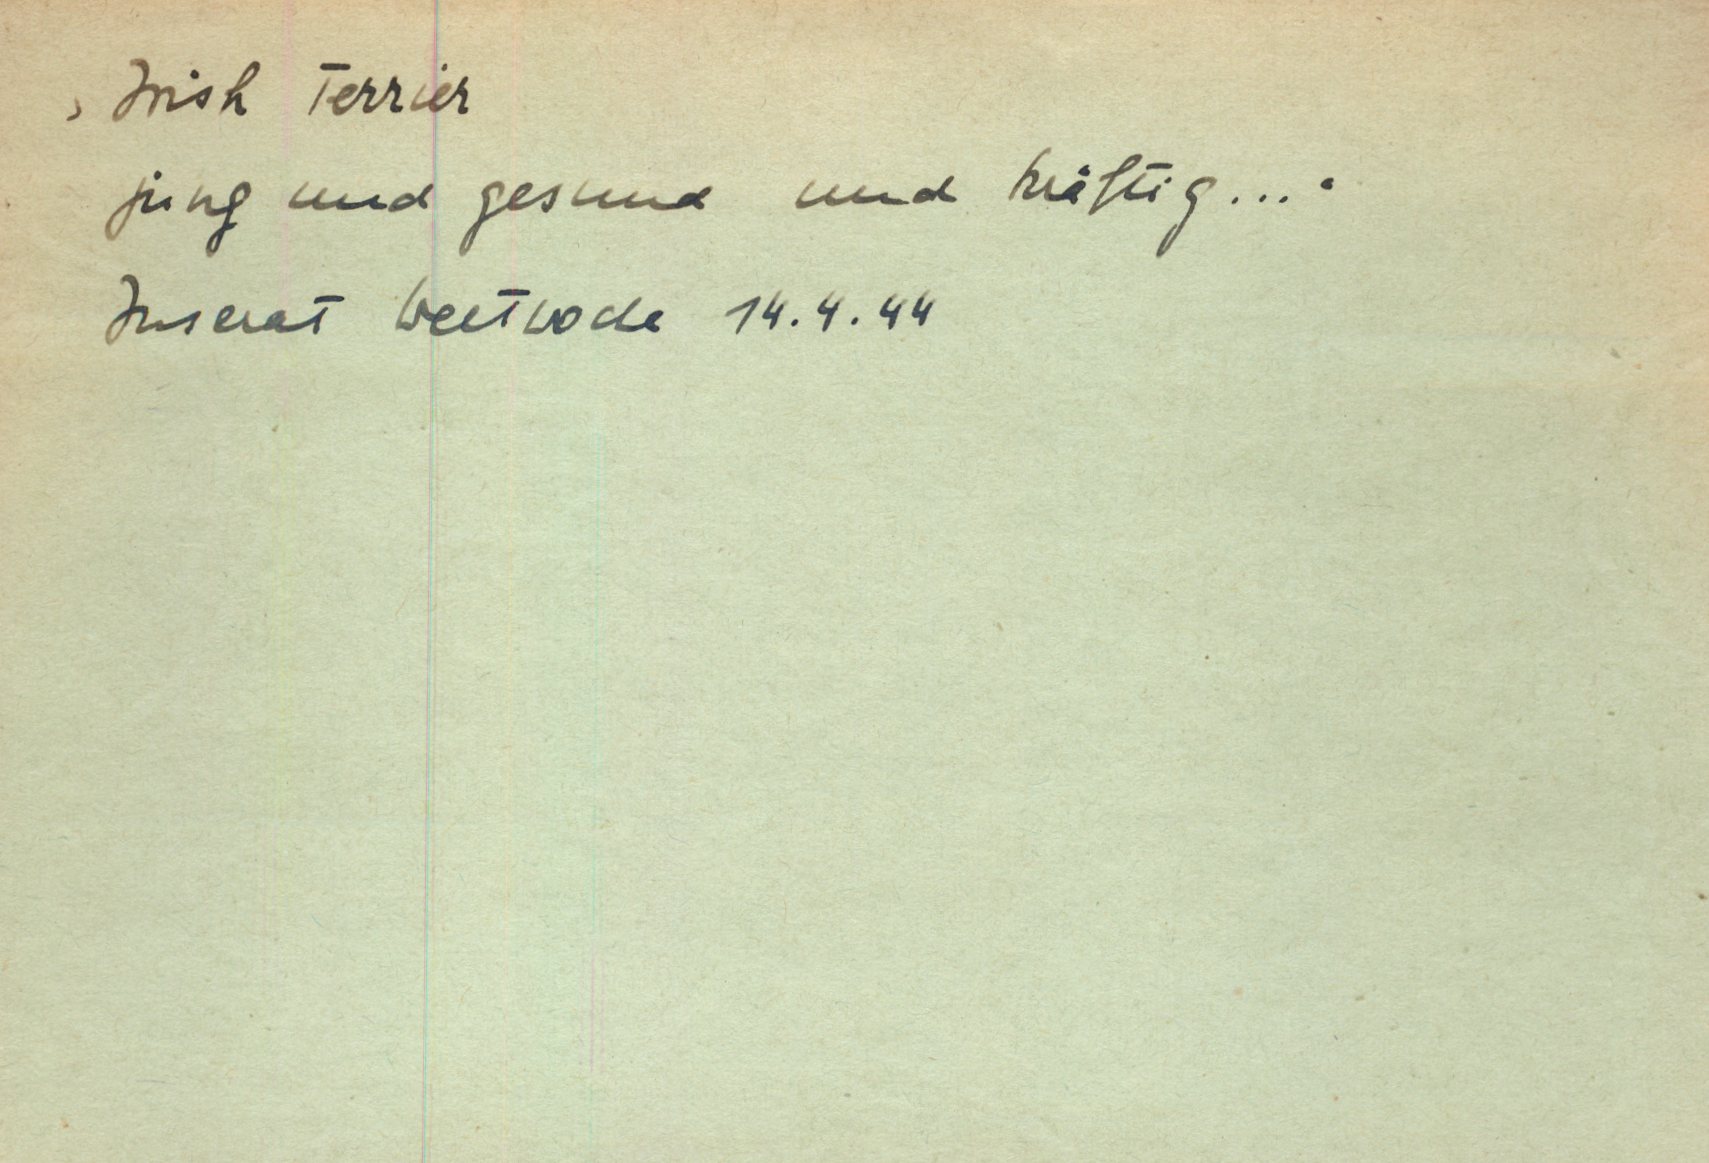 , Irish Terrier
jung und gesund und kräftig...'
Inserat Weltwoche 14.4.44